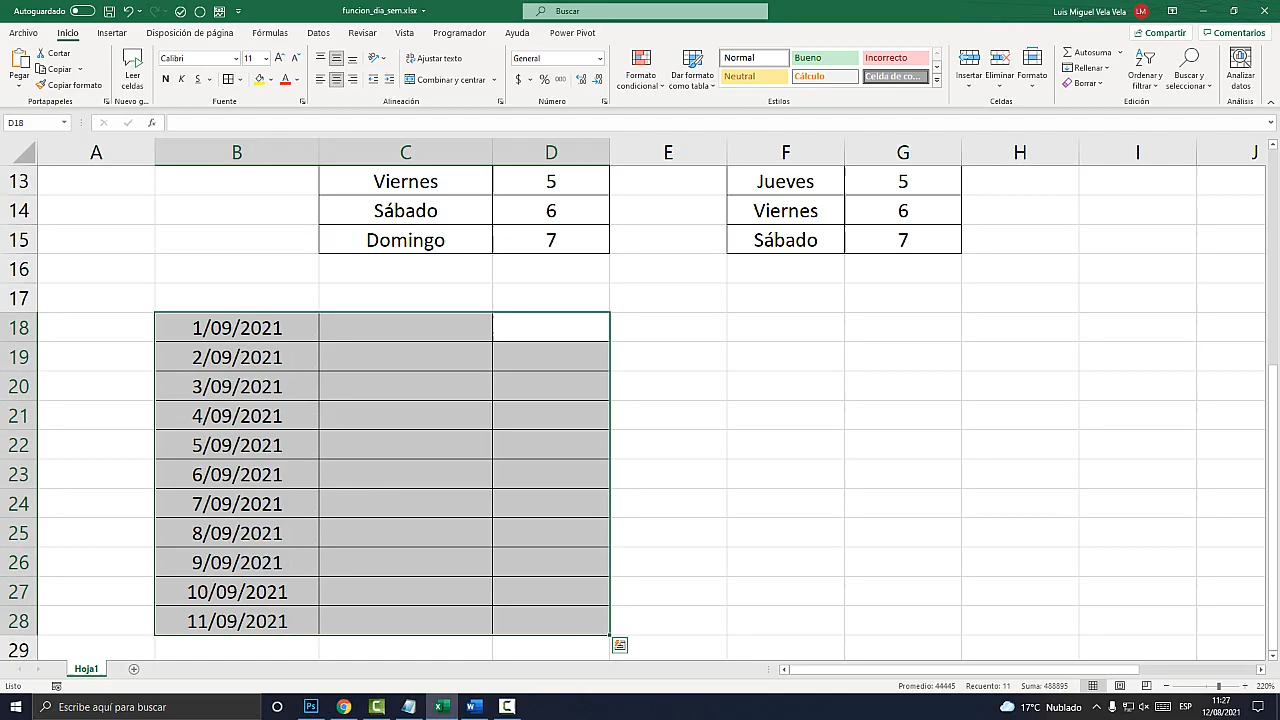 Autoguardado
funcion_dia_sem.xlsx
Buscar
Luis Miguel Vela Vela
LM
Archivo
Inicio
Insertar
Disposición de página
Fórmulas
Datos
Revisar
Vista
Programador
Ayuda
Power Pivot
Compartir
Comentarios
Pegar
Cortar
Copiar
Copiar formato
Portapapeles
Leer celdas
Nuevo g...
Calibri
11
N K S
Fuente
Ajustar texto
Combinar y centrar
Alineación
General
$ % 000
Número
Formato condicional
Dar formato como tabla
Normal
Bueno
Incorrecto
Neutral
Cálculo
Celda de co...
Estilos
Insertar
Eliminar
Formato
Celdas
Autosuma
Rellenar
Borrar
Ordenar y filtrar
Buscar y seleccionar
Edición
Analizar datos
Análisis
D18
fx
A B C D E F G H I J
13 Viernes 5 Jueves 5
14 Sábado 6 Viernes 6
15 Domingo 7 Sábado 7
16
17
18 1/09/2021
19 2/09/2021
20 3/09/2021
21 4/09/2021
22 5/09/2021
23 6/09/2021
24 7/09/2021
25 8/09/2021
26 9/09/2021
27 10/09/2021
28 11/09/2021
29
Hoja1
Listo
Promedio: 44445
Recuento: 11
Suma: 488895
220%
Escribe aquí para buscar
17°C Nublado
ESP
11:27
12/08/2021